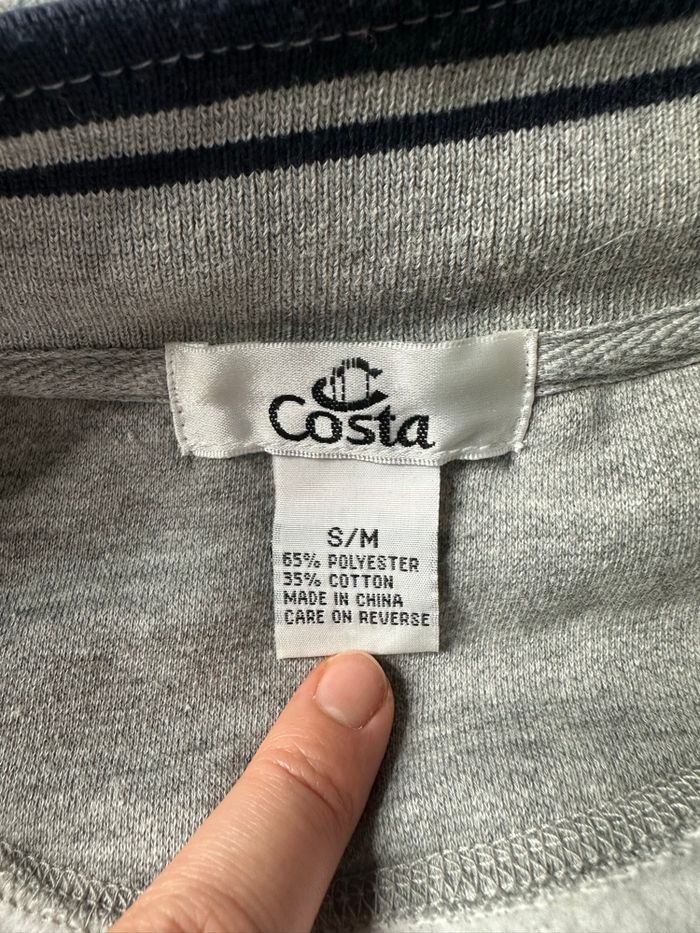 Costa
S/M
65% POLYESTER
35% COTTON
MADE IN CHINA
CARE ON REVERSE